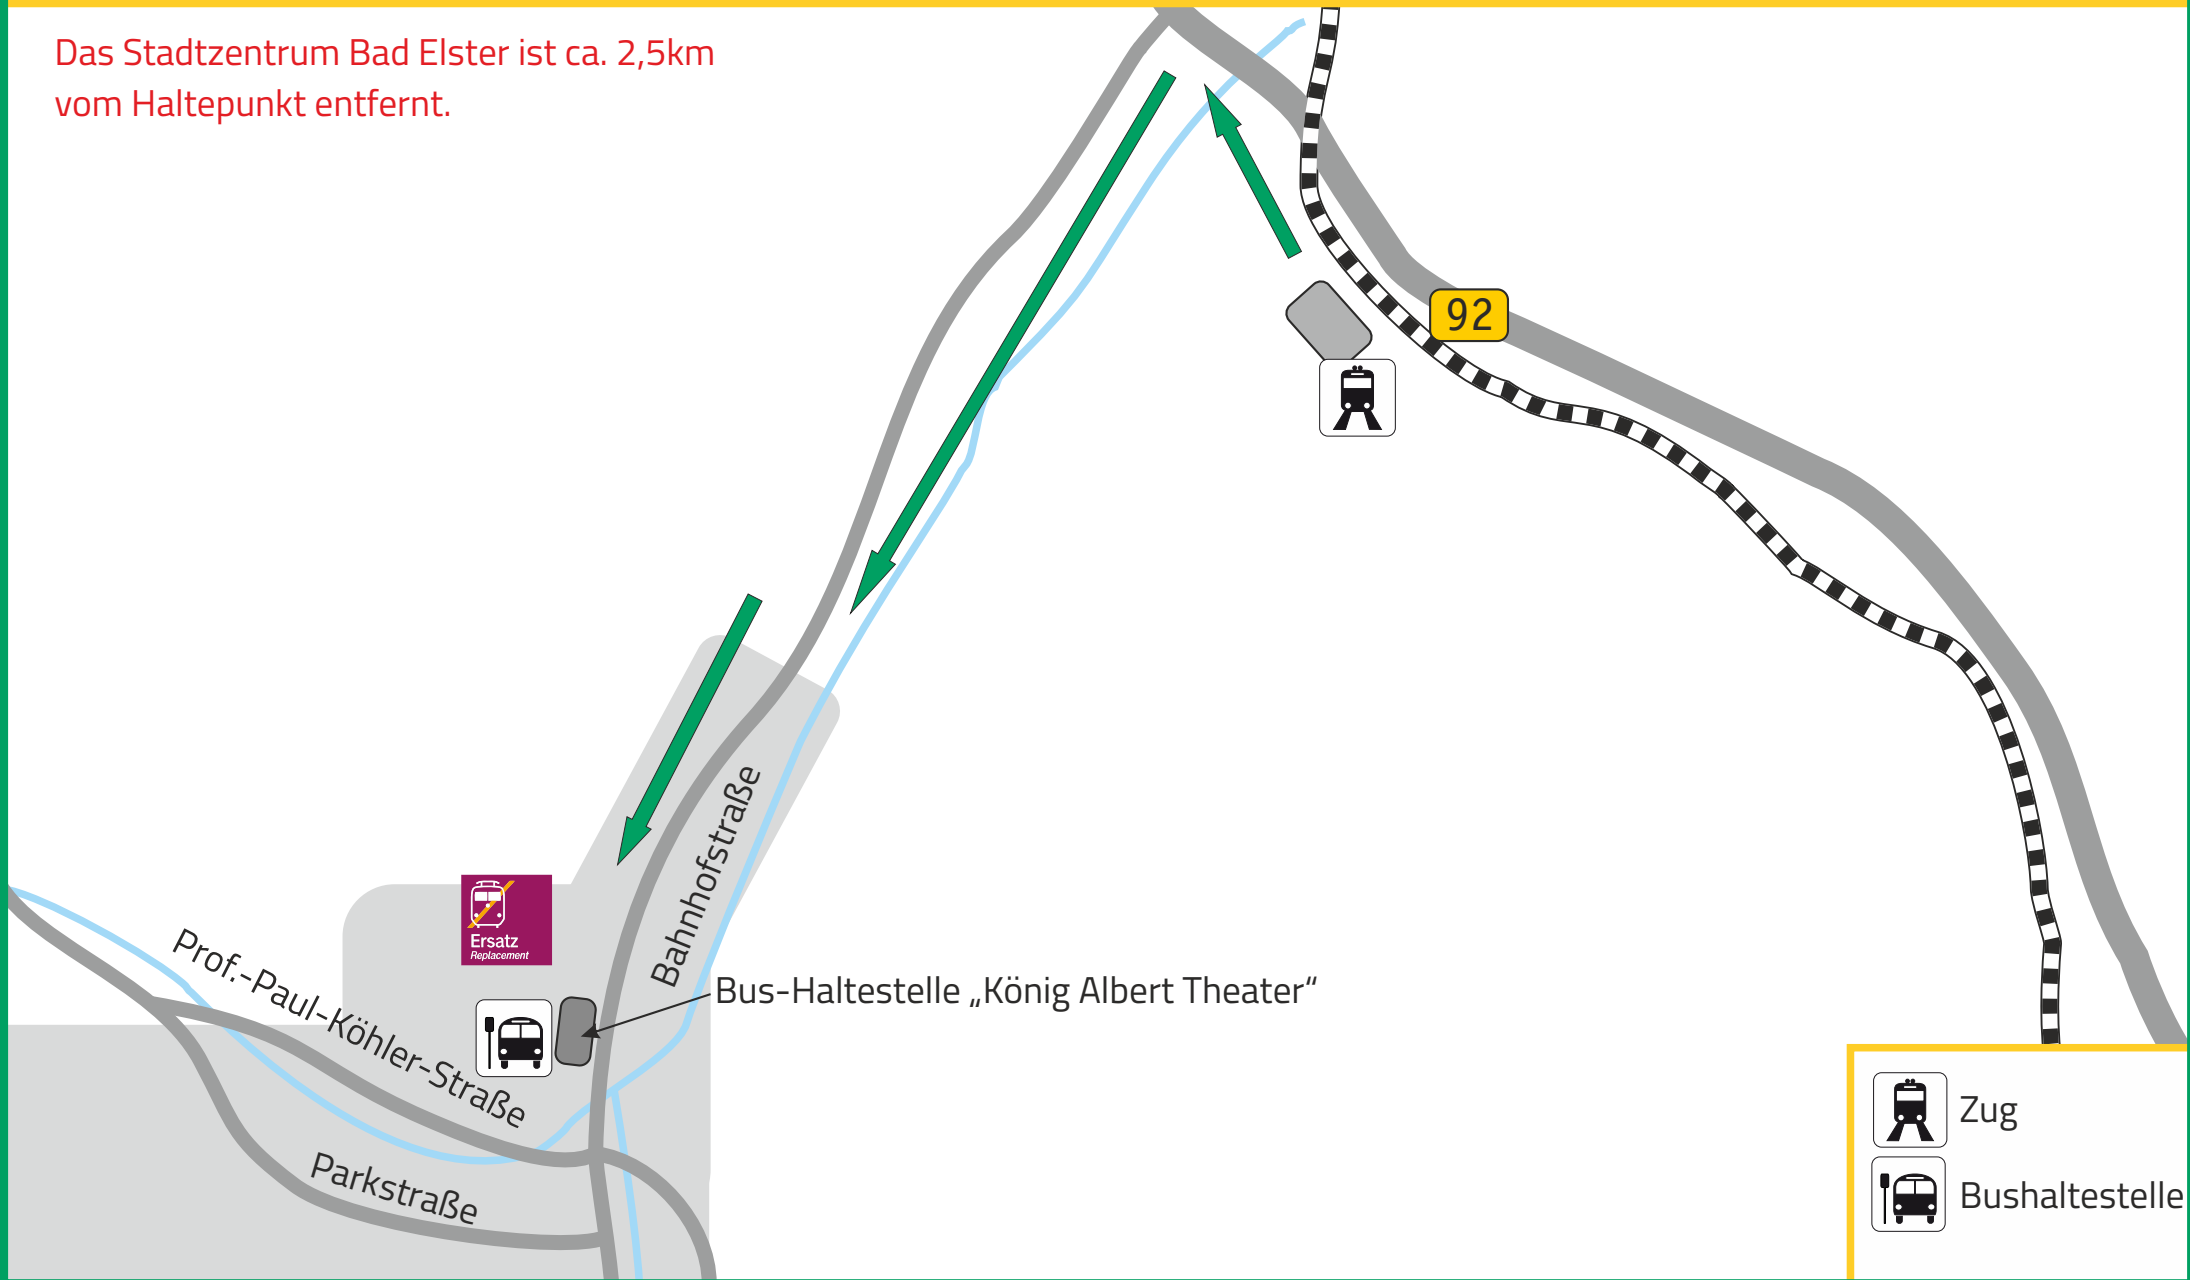 Das Stadtzentrum Bad Elster ist ca. 2,5km
vom Haltepunkt entfernt.
92
Bahnhofstraße
Ersatz
Replacement
Prof.-Paul-Köhler-Straße
Bus-Haltestelle „König Albert Theater“
Parkstraße
Zug
Bushaltestelle